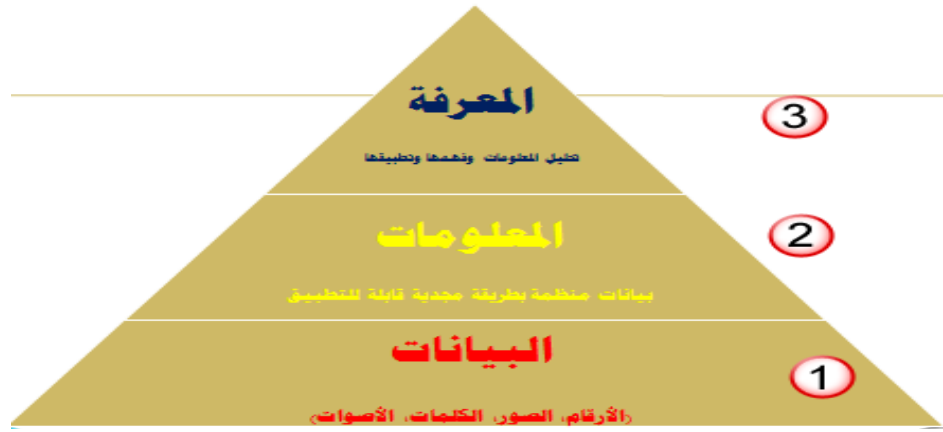 المعرفة
تحليل المعلومات وفهمها وتطبيقها
3
المعلومات
2
بيانات منظمة بطريقة مجدية قابلة للتطبيق
البيانات
1
(الأرقام، الصور، الكلمات، الأصوات)